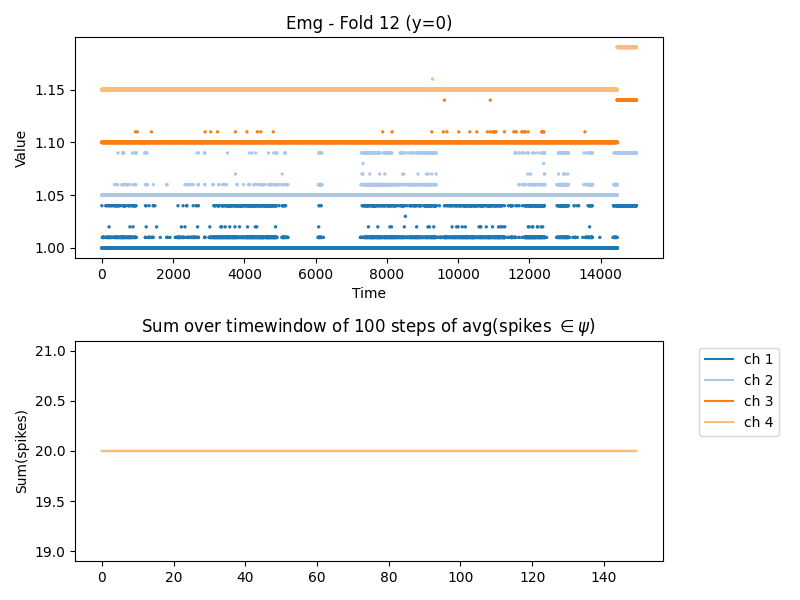 Emg - Fold 12 (y=0)
Value
1.15
1.10
1.05
1.00
0 2000 4000 6000 8000 10000 12000 14000
Time
Sum over timewindow of 100 steps of avg(spikes ∈ψ)
Sum(spikes)
21.0
20.5
20.0
19.5
19.0
0 20 40 60 80 100 120 140
ch 1
ch 2
ch 3
ch 4